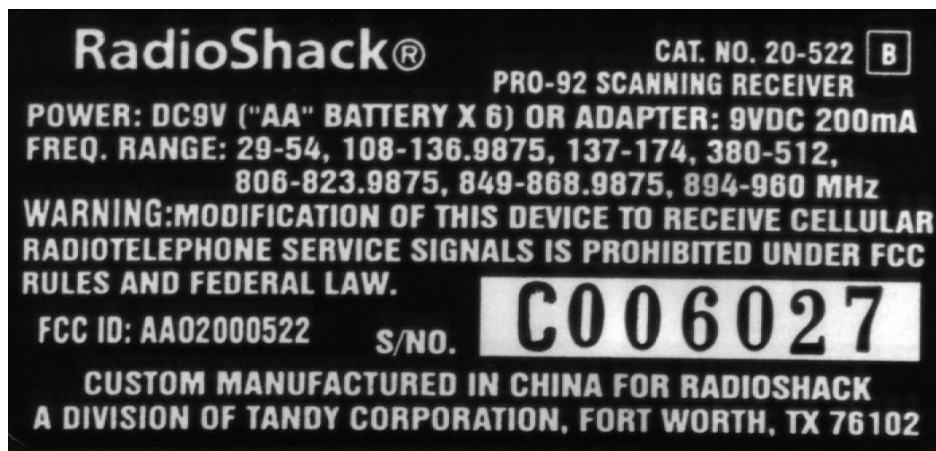 RadioShack®
CAT. NO. 20-522 B
PRO-92 SCANNING RECEIVER
POWER: DC9V ("AA" BATTERY X 6) OR ADAPTER: 9VDC 200mA
FREQ. RANGE: 29-54, 108-136.9875, 137-174, 380-512,
806-823.9875, 849-868.9875, 894-960 MHz
WARNING:MODIFICATION OF THIS DEVICE TO RECEIVE CELLULAR
RADIOTELEPHONE SERVICE SIGNALS IS PROHIBITED UNDER FCC
RULES AND FEDERAL LAW.
FCC ID: AAO2000522
S/NO. C006027
CUSTOM MANUFACTURED IN CHINA FOR RADIOSHACK
A DIVISION OF TANDY CORPORATION, FORT WORTH, TX 76102